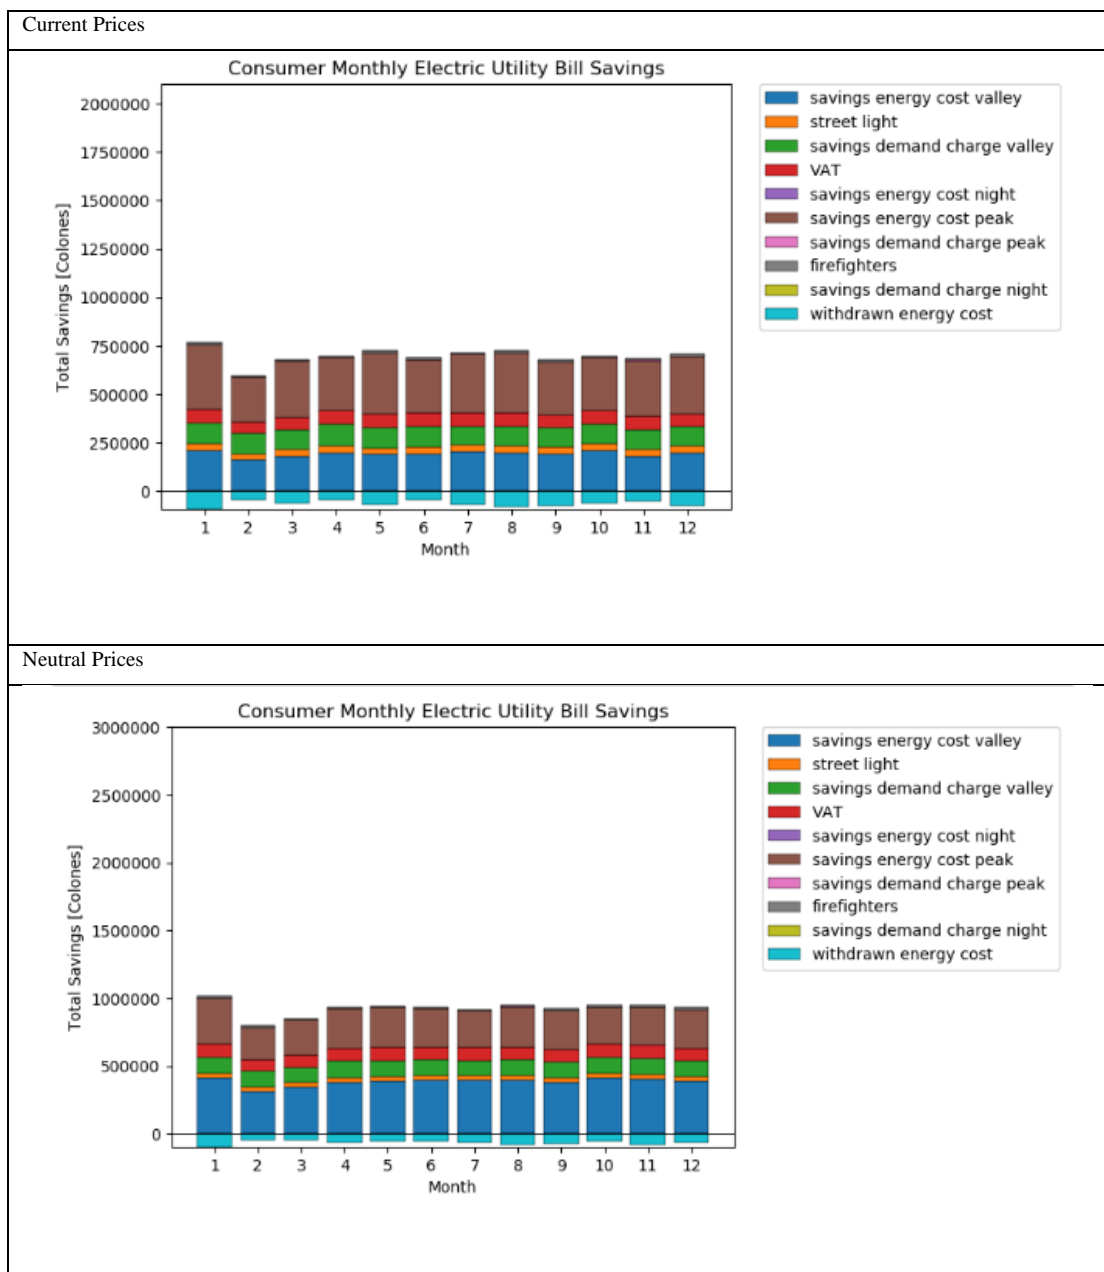 Current Prices
Consumer Monthly Electric Utility Bill Savings
2000000
1750000
1500000
1250000
1000000
750000
500000
250000
0
Total Savings [Colones]
1 2 3 4 5 6 7 8 9 10 11 12
Month
savings energy cost valley
street light
savings demand charge valley
VAT
savings energy cost night
savings energy cost peak
savings demand charge peak
firefighters
savings demand charge night
withdrawn energy cost
Neutral Prices
Consumer Monthly Electric Utility Bill Savings
3000000
2500000
2000000
1500000
1000000
500000
0
Total Savings [Colones]
1 2 3 4 5 6 7 8 9 10 11 12
Month
savings energy cost valley
street light
savings demand charge valley
VAT
savings energy cost night
savings energy cost peak
savings demand charge peak
firefighters
savings demand charge night
withdrawn energy cost